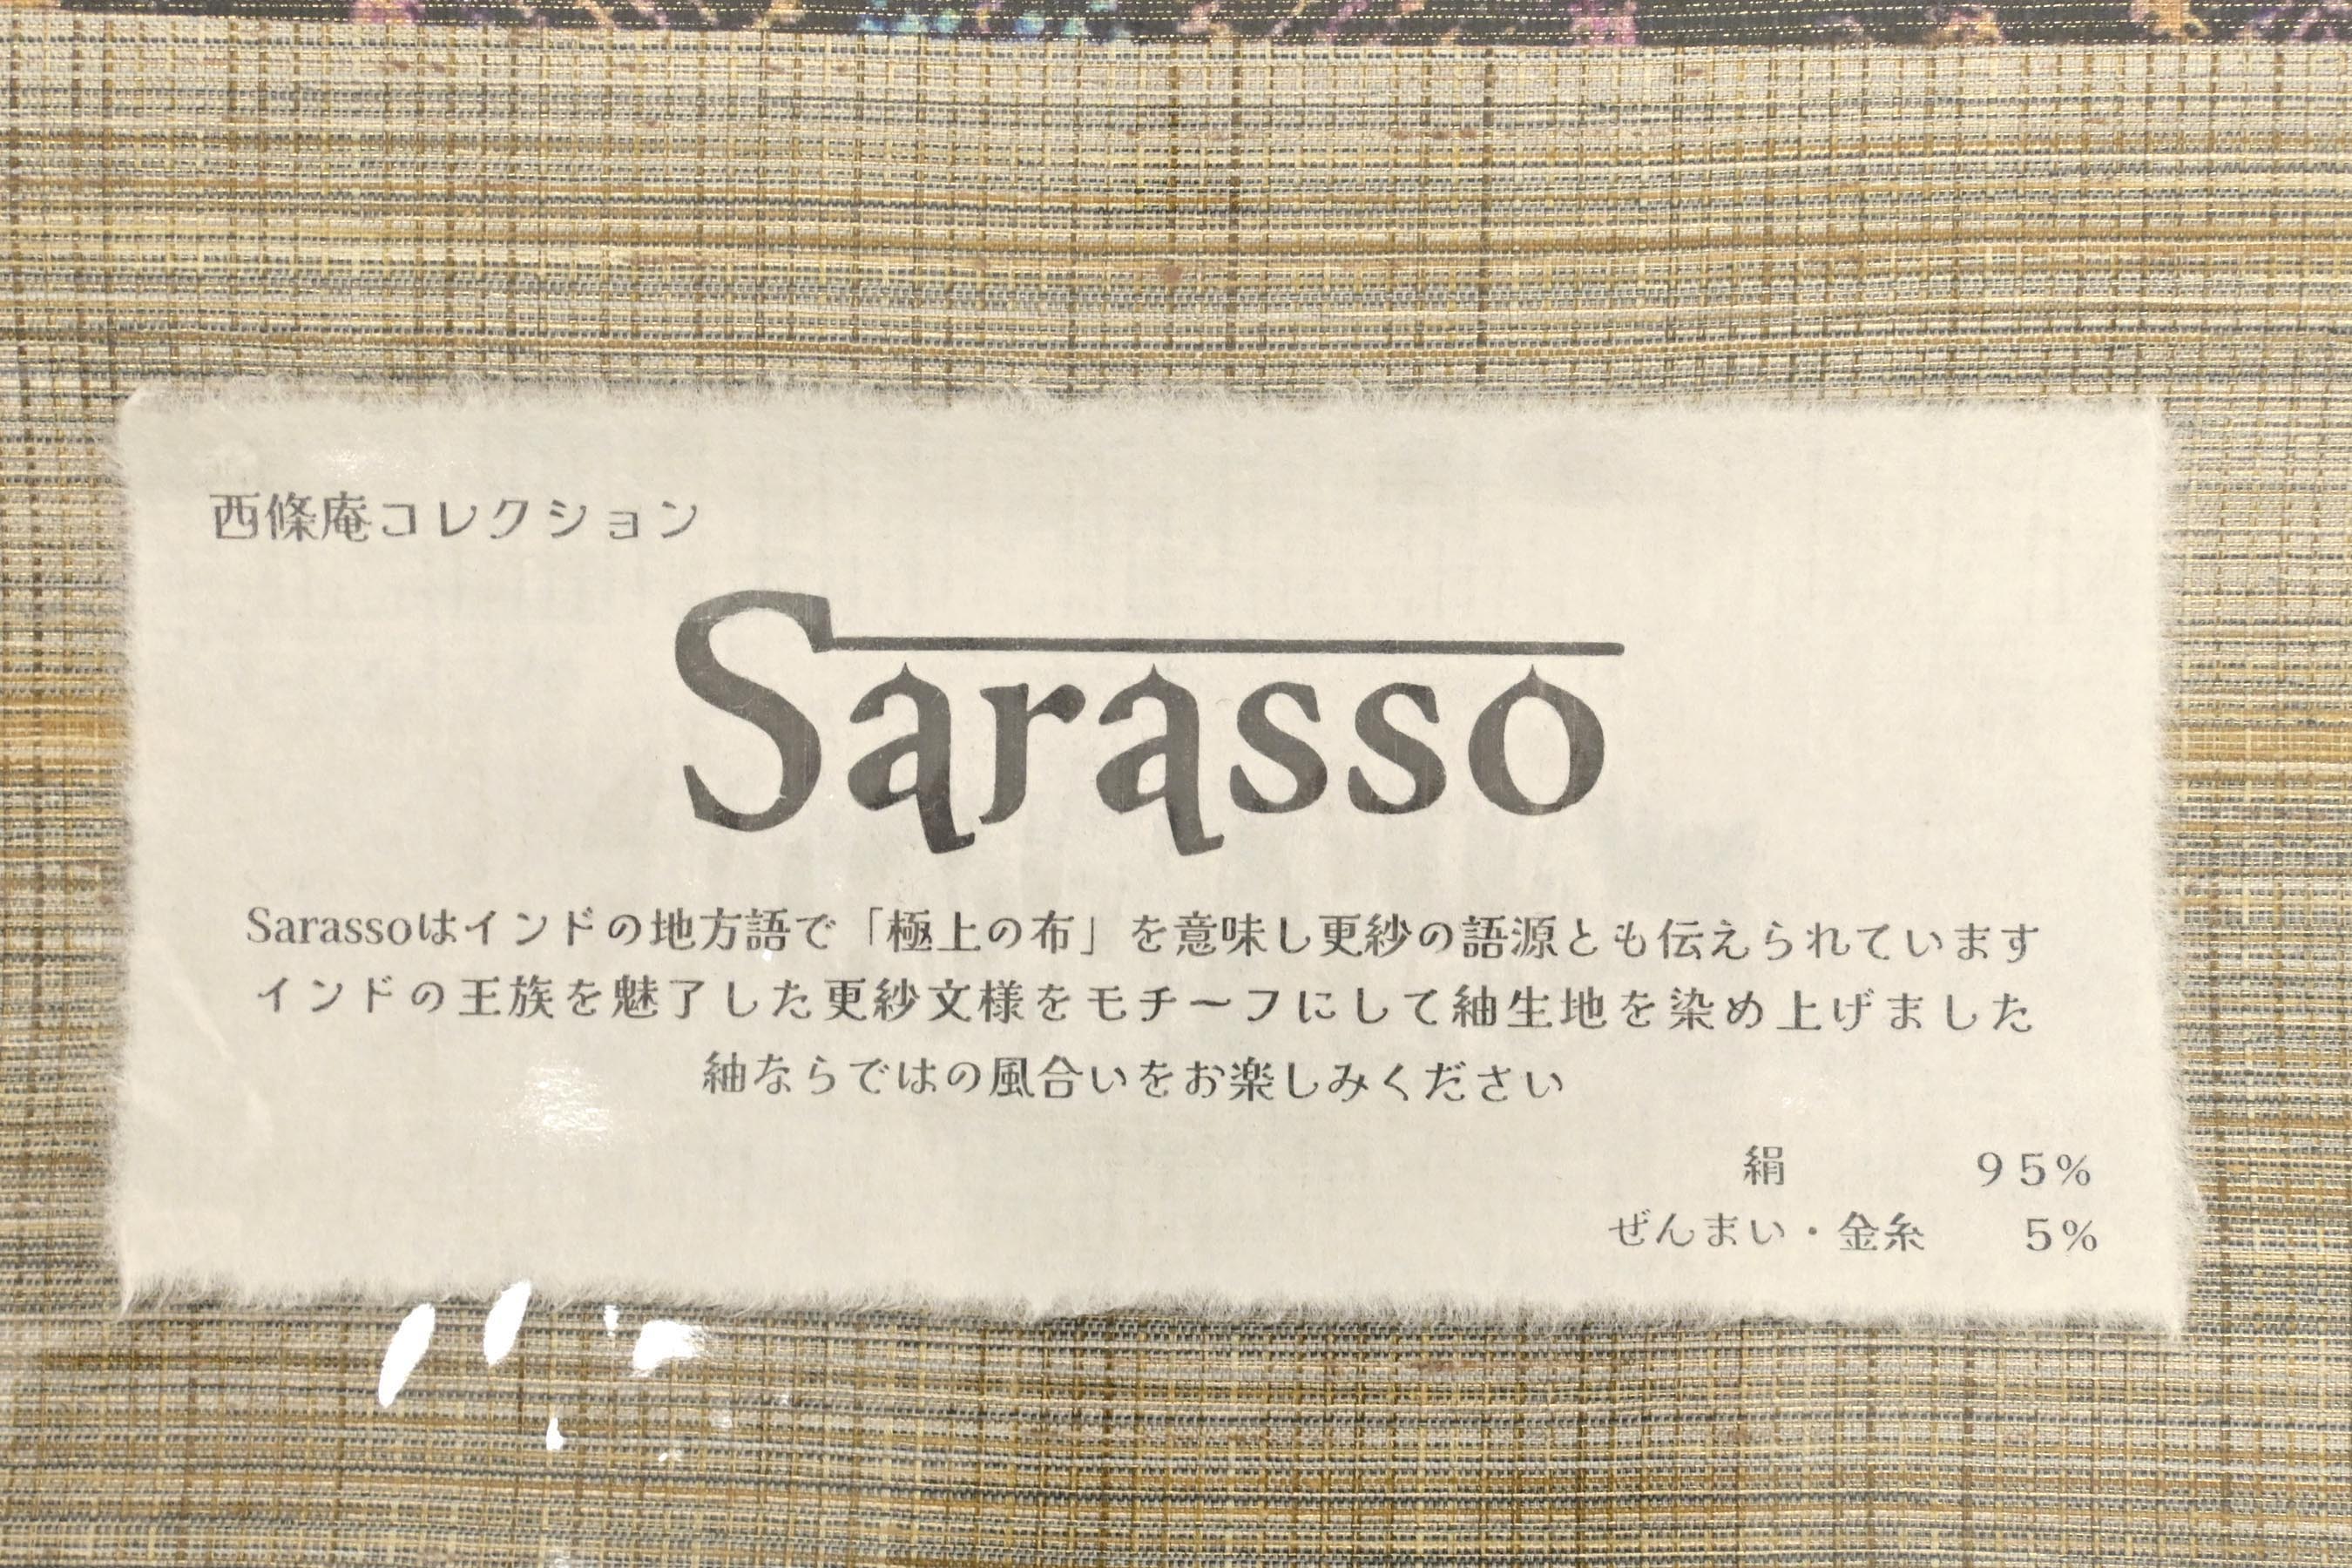 西條庵コレクション
Sarasso
Sarassoはインドの地方語で「極上の布」を意味し更紗の語源とも伝えられています
インドの王族を魅了した更紗文様をモチーフにして紬生地を染め上げました
紬ならではの風合いをお楽しみください
絹 95%
ぜんまい・金糸 5%